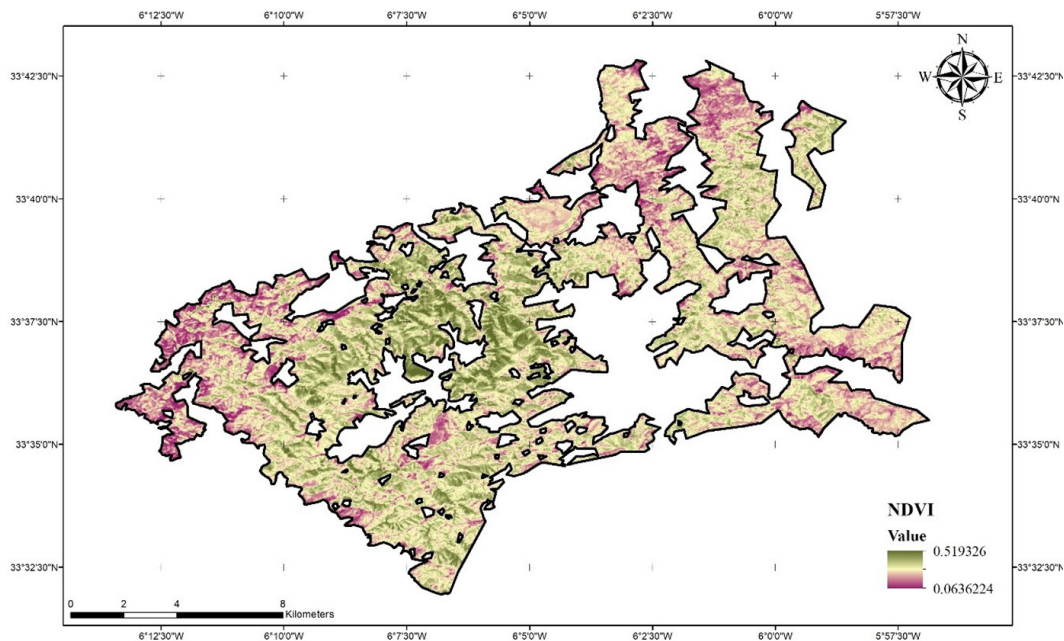 6°12'30"W 6°10'0"W 6°7'30"W 6°5'0"W 6°2'30"W 6°0'0"W 5°57'30"W
N
W E
S
33°42'30"N 33°42'30"N
33°40'0"N 33°40'0"N
33°37'30"N 33°37'30"N
33°35'0"N 33°35'0"N
NDVI
Value
0.519326
0.0636224
33°32'30"N 33°32'30"N
0 2 4 8
Kilometers
6°12'30"W 6°10'0"W 6°7'30"W 6°5'0"W 6°2'30"W 6°0'0"W 5°57'30"W